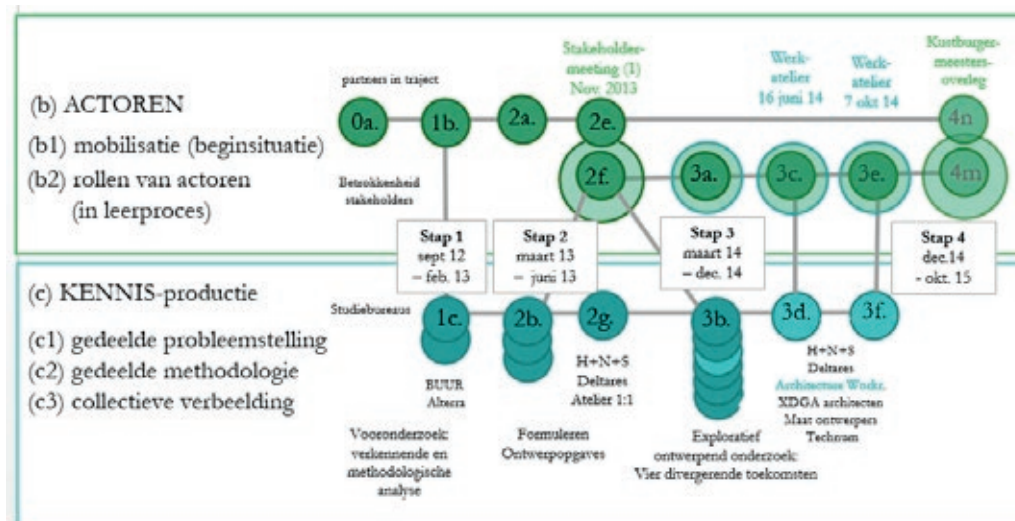 Stakeholder-
meeting (1)
Nov. 2013
Werk-
atelier
16 juni 14
Werk-
atelier
7 okt 14
Kustburger-
meesters-
overleg
partners in traject
(b) ACTOREN
0a.
1b.
2a.
2e.
4n
(b1) mobilisatie (beginsituatie)
(b2) rollen van actoren
(in leerproces)
Betrokkenheid
stakeholders
2f.
3a.
3c.
3e.
4m
Stap 1
sept 12
– feb. 13
Stap 2
maart 13
– juni 13
Stap 3
maart 14
– dec. 14
Stap 4
dec.14
- okt. 15
(c) KENNIS-productie
Studiebureaus
1c.
2b.
2g.
3b.
3d.
3f.
(c1) gedeelde probleemstelling
(c2) gedeelde methodologie
(c3) collectieve verbeelding
BUUR
Alterra
H+N+S
Deltares
Atelier 1:1
H+N+S
Deltares
Architecture Workr.
XDGA architecten
Maat ontwerpers
Technum
Vooronderzoek:
verkennende en
methodologische
analyse
Formuleren
Ontwerpopgaves
Exploratief
ontwerpend onderzoek:
Vier divergerende toekomsten